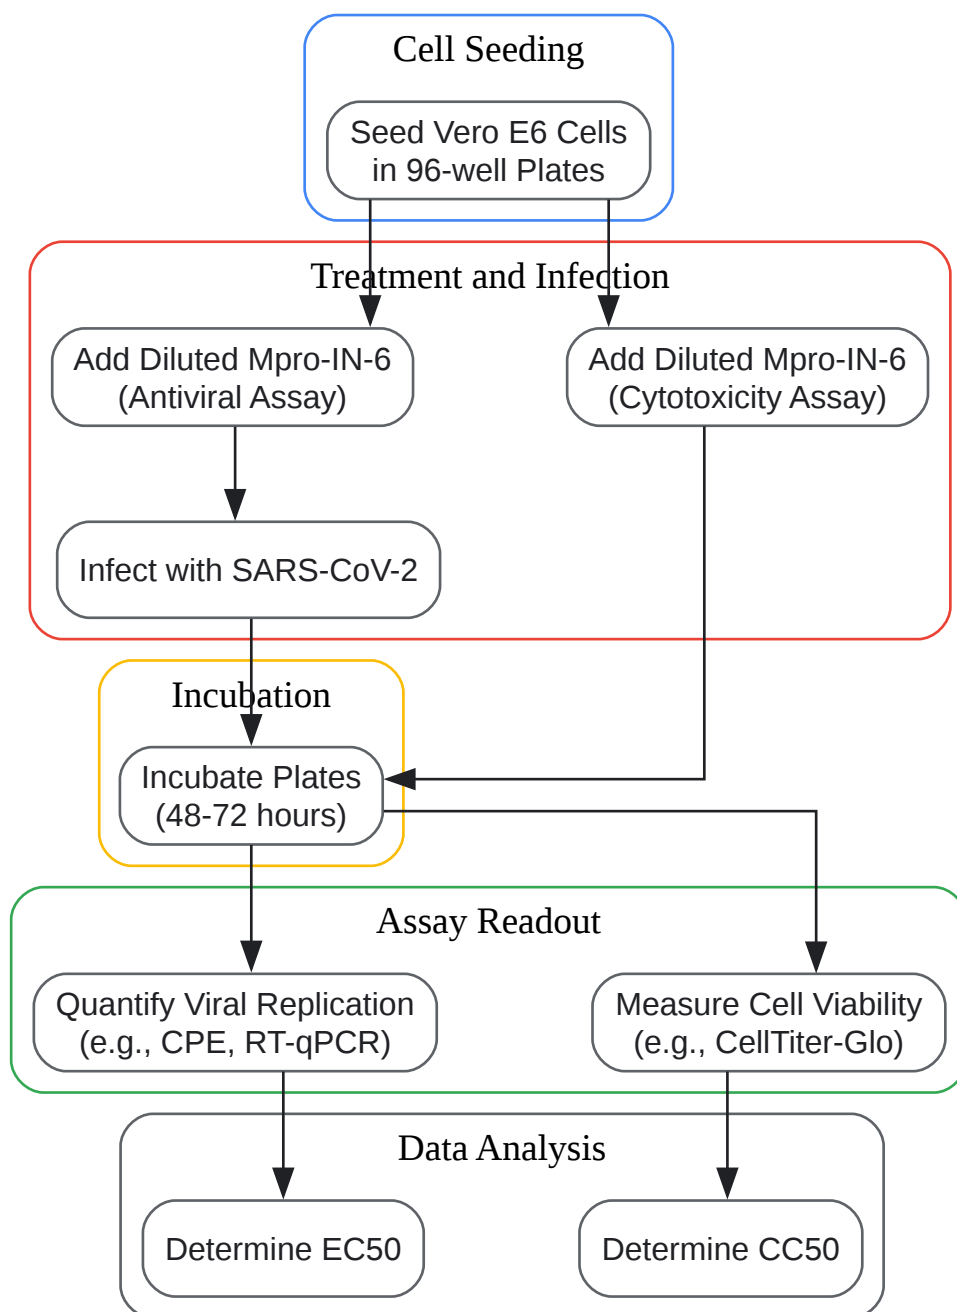 Cell Seeding
Seed Vero E6 Cells
in 96-well Plates
Treatment and Infection
Add Diluted Mpro-IN-6
(Antiviral Assay)
Add Diluted Mpro-IN-6
(Cytotoxicity Assay)
Infect with SARS-CoV-2
Incubation
Incubate Plates
(48-72 hours)
Assay Readout
Quantify Viral Replication
(e.g., CPE, RT-qPCR)
Measure Cell Viability
(e.g., CellTiter-Glo)
Data Analysis
Determine EC50
Determine CC50